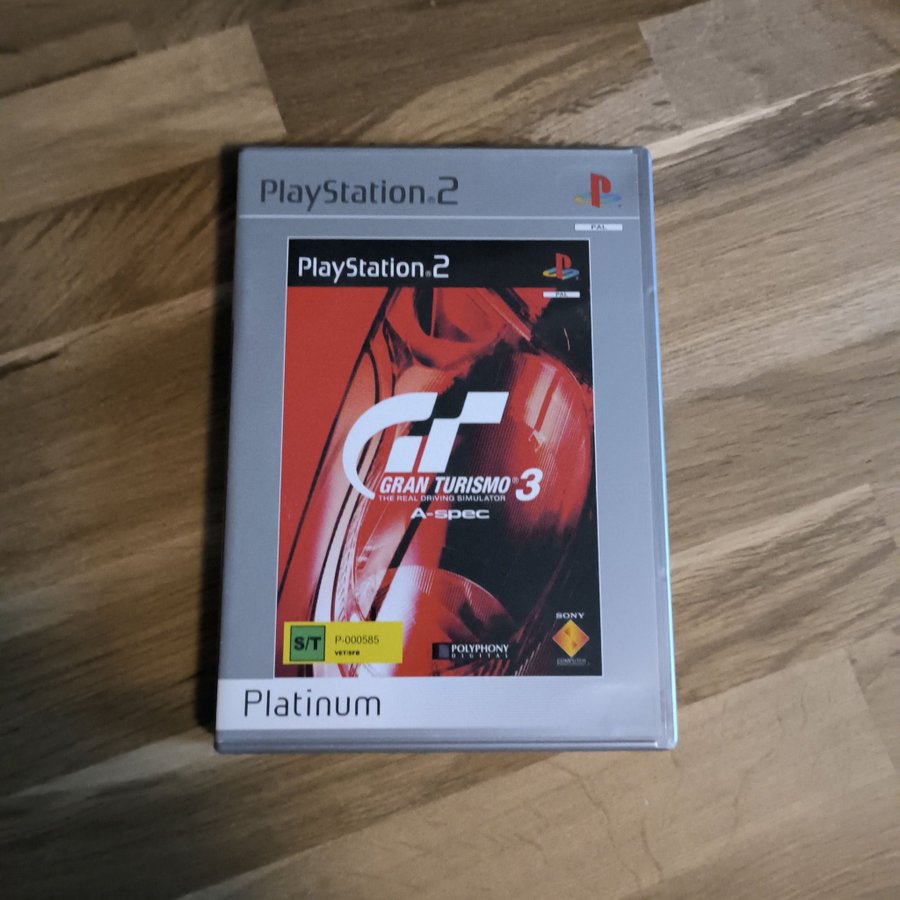 PlayStation®2
PAL
PlayStation®2
PAL
GRAN TURISMO® 3
THE REAL DRIVING SIMULATOR
A-spec
SONY
S/T P-000585
VET/SFB
POLYPHONY
DIGITAL
COMPUTER
Platinum